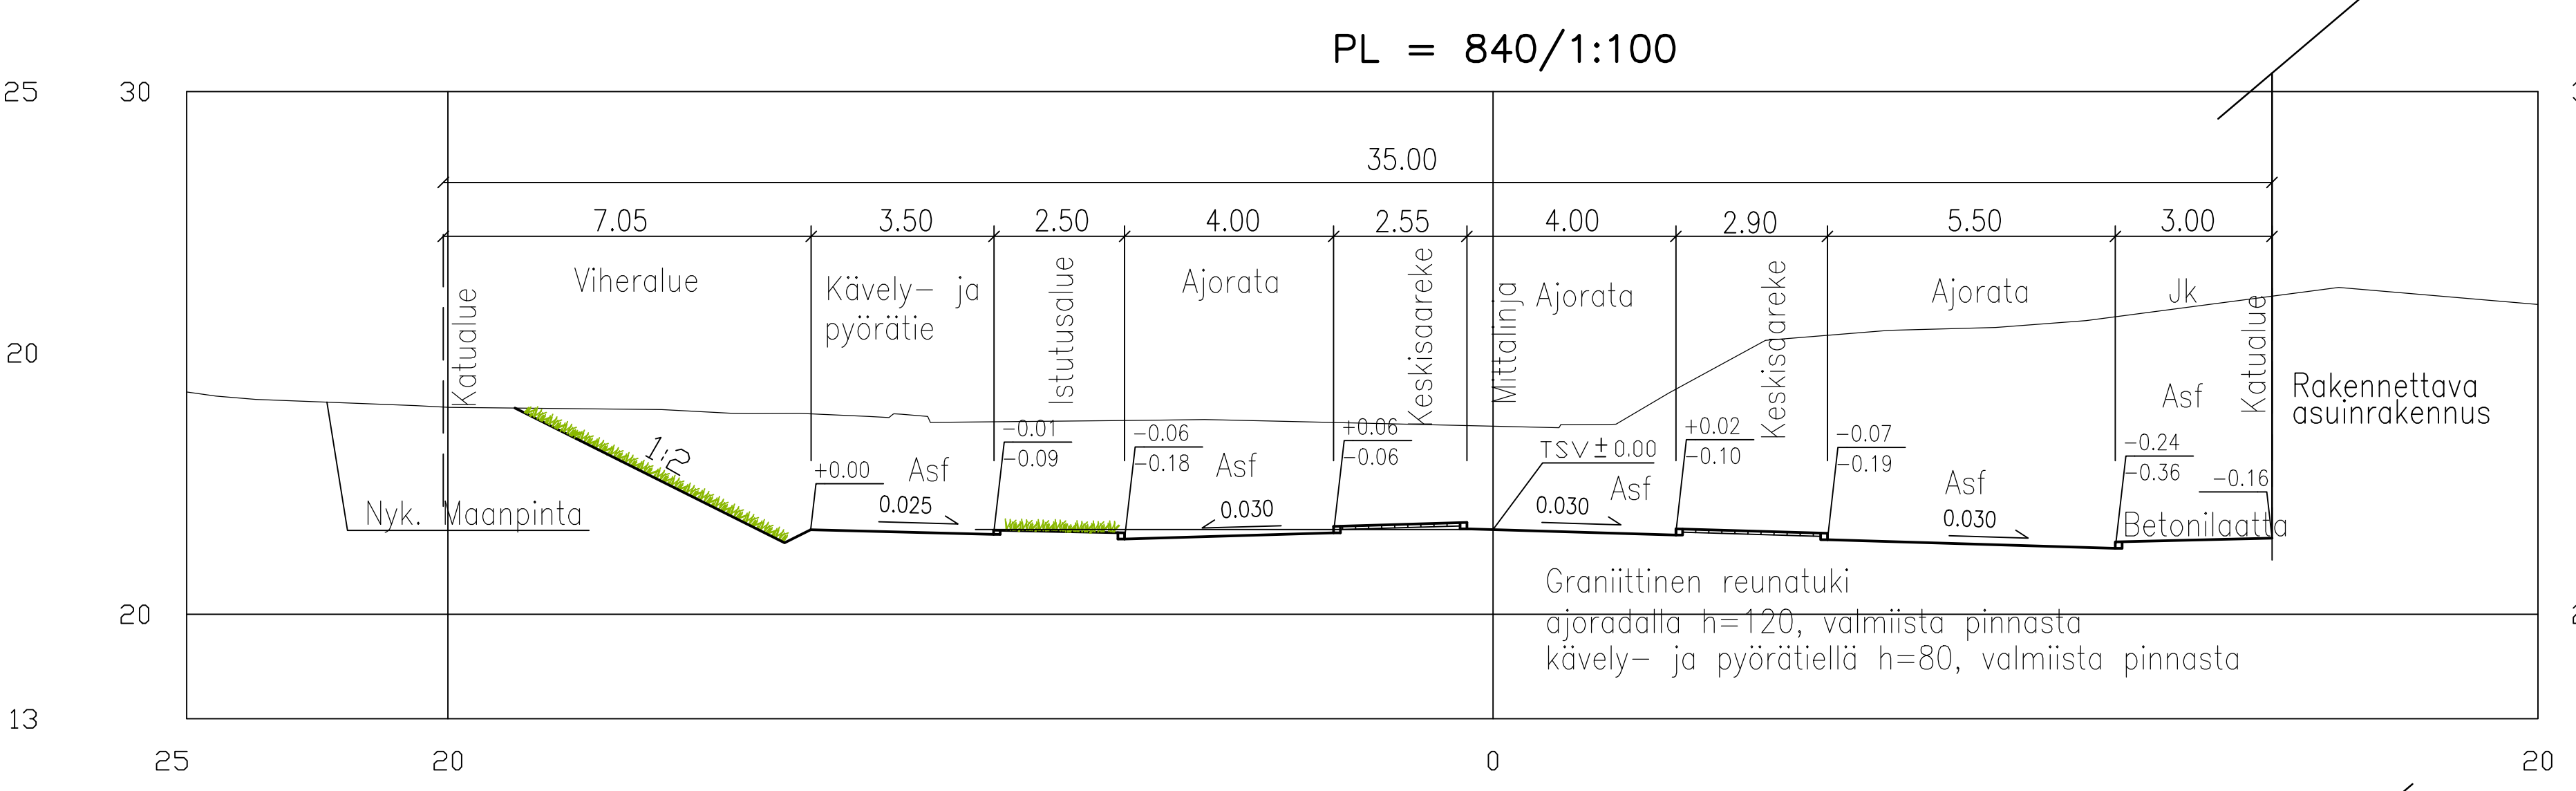 PL = 840/1:100
25
30
35.00
7.05
3.50
2.50
4.00
2.55
4.00
2.90
5.50
3.00
Katualue
Viheralue
Kävely- ja
pyörätie
Istutusalue
Ajorata
Keskisaareke
Mittalinja
Ajorata
Keskisaareke
Ajorata
Jk
Katualue
20
Asf
Rakennettava
asuinrakennus
1:2
Nyk. Maanpinta
+0.00
Asf
0.025
-0.01
-0.09
-0.06
-0.18
Asf
0.030
+0.06
-0.06
TSV±0.00
0.030
Asf
+0.02
-0.10
-0.07
-0.19
Asf
0.030
-0.24
-0.36
-0.16
Betonilaatta
20
Graniittinen reunatuki
ajoradalla h=120, valmiista pinnasta
kävely- ja pyörätiellä h=80, valmiista pinnasta
13
25
20
0
20